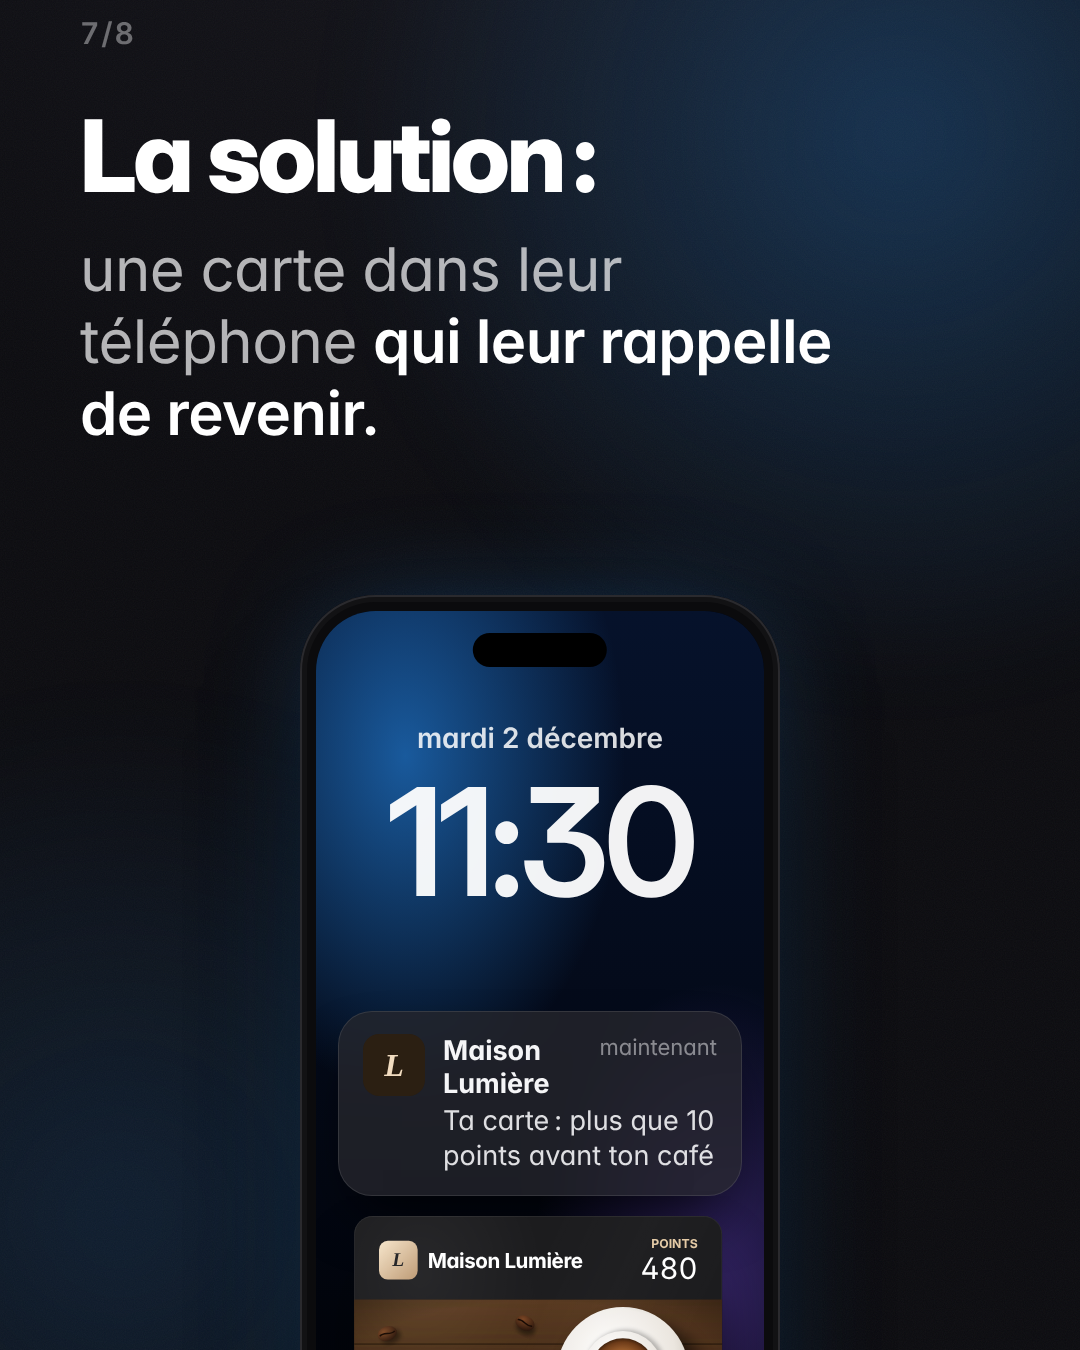 7/8
La solution :
une carte dans leur
téléphone qui leur rappelle
de revenir.
mardi 2 décembre
11:30
L
Maison
Lumière
maintenant
Ta carte : plus que 10
points avant ton café
L
Maison Lumière
POINTS
480